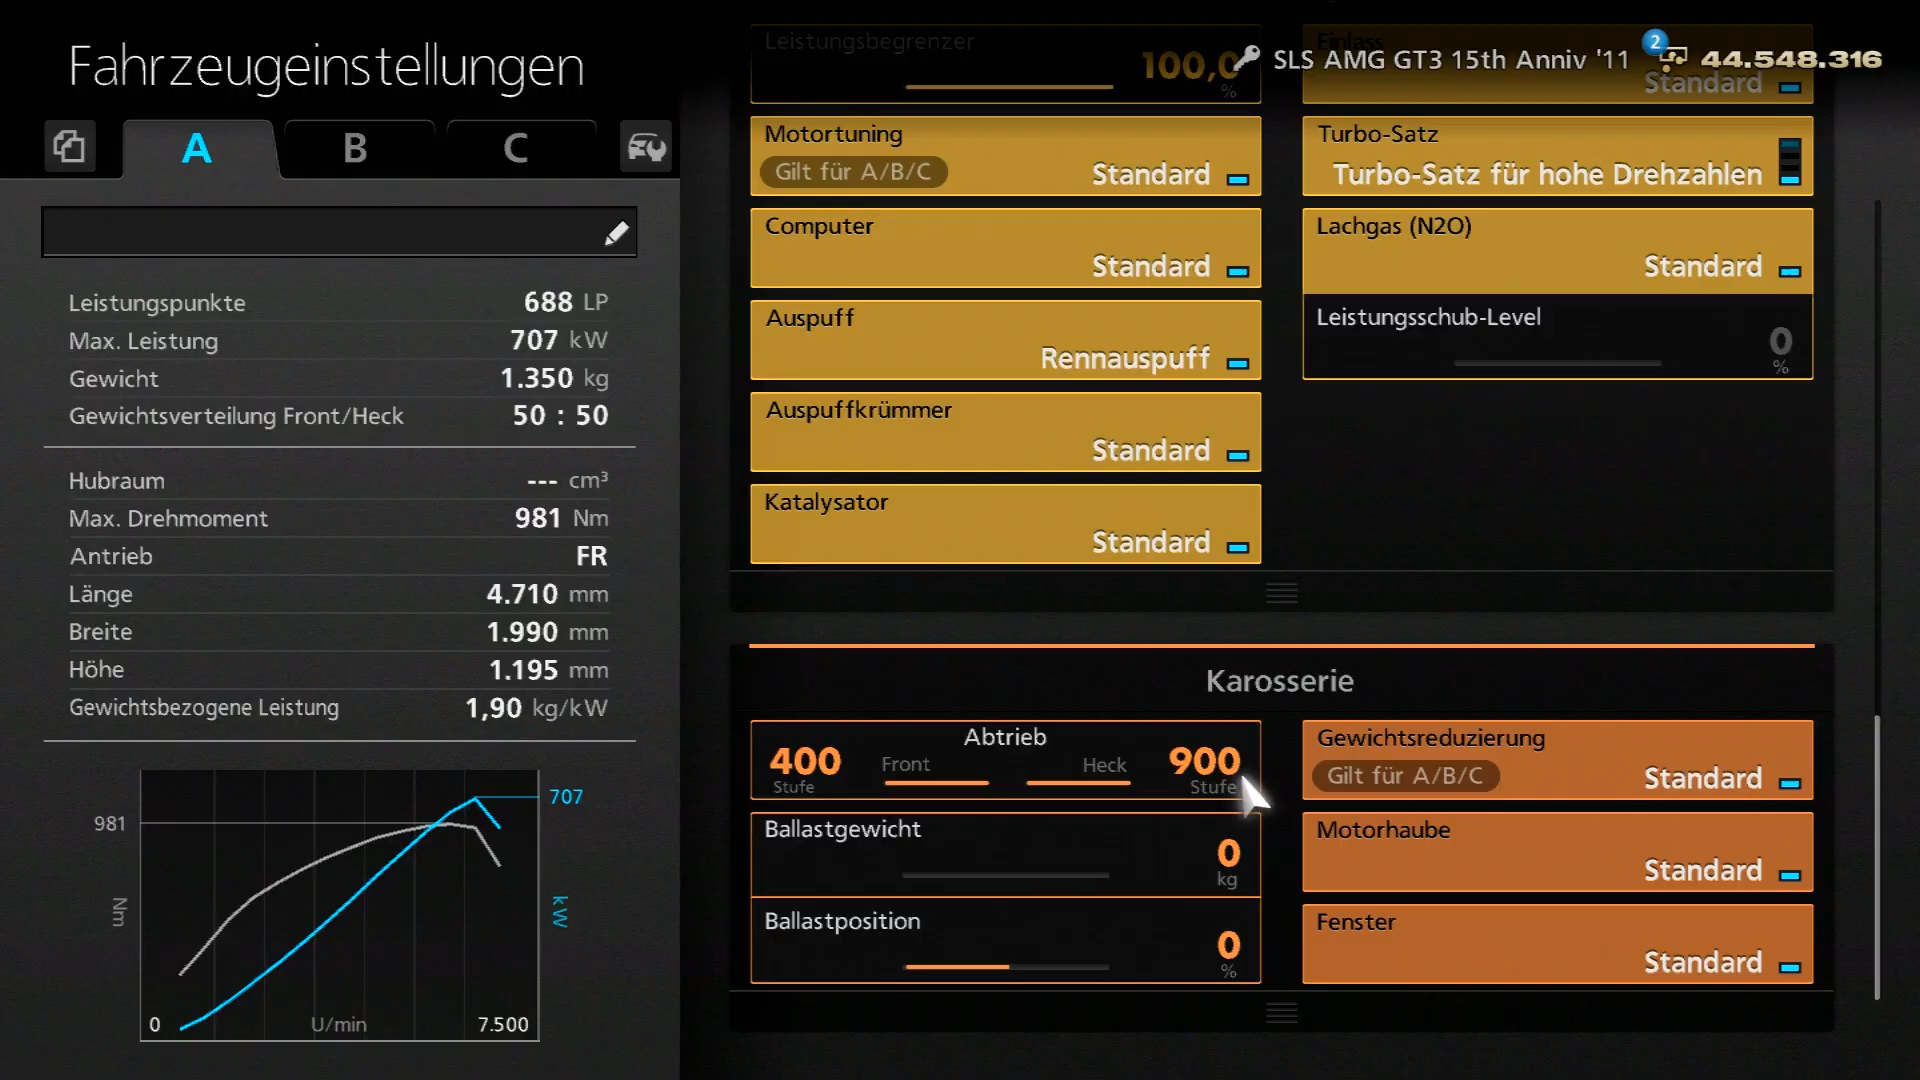 Fahrzeugeinstellungen
SLS AMG GT3 15th Anniv '11
2
44.548.316
A
B
C
Leistungspunkte 688 LP
Max. Leistung 707 kW
Gewicht 1.350 kg
Gewichtsverteilung Front/Heck 50 : 50
Hubraum --- cm³
Max. Drehmoment 981 Nm
Antrieb FR
Länge 4.710 mm
Breite 1.990 mm
Höhe 1.195 mm
Gewichtsbezogene Leistung 1,90 kg/kW
707
981
Nm
kW
0 U/min 7.500
Leistungsbegrenzer
100,0
%
Motortuning
Gilt für A/B/C Standard
Computer
Standard
Auspuff
Rennauspuff
Auspuffkrümmer
Standard
Katalysator
Standard
Einlass
Standard
Turbo-Satz
Turbo-Satz für hohe Drehzahlen
Lachgas (N2O)
Standard
Leistungsschub-Level
0
%
Karosserie
Abtrieb
400 Front Heck 900
Stufe Stufe
Ballastgewicht
0
kg
Ballastposition
0
%
Gewichtsreduzierung
Gilt für A/B/C Standard
Motorhaube
Standard
Fenster
Standard